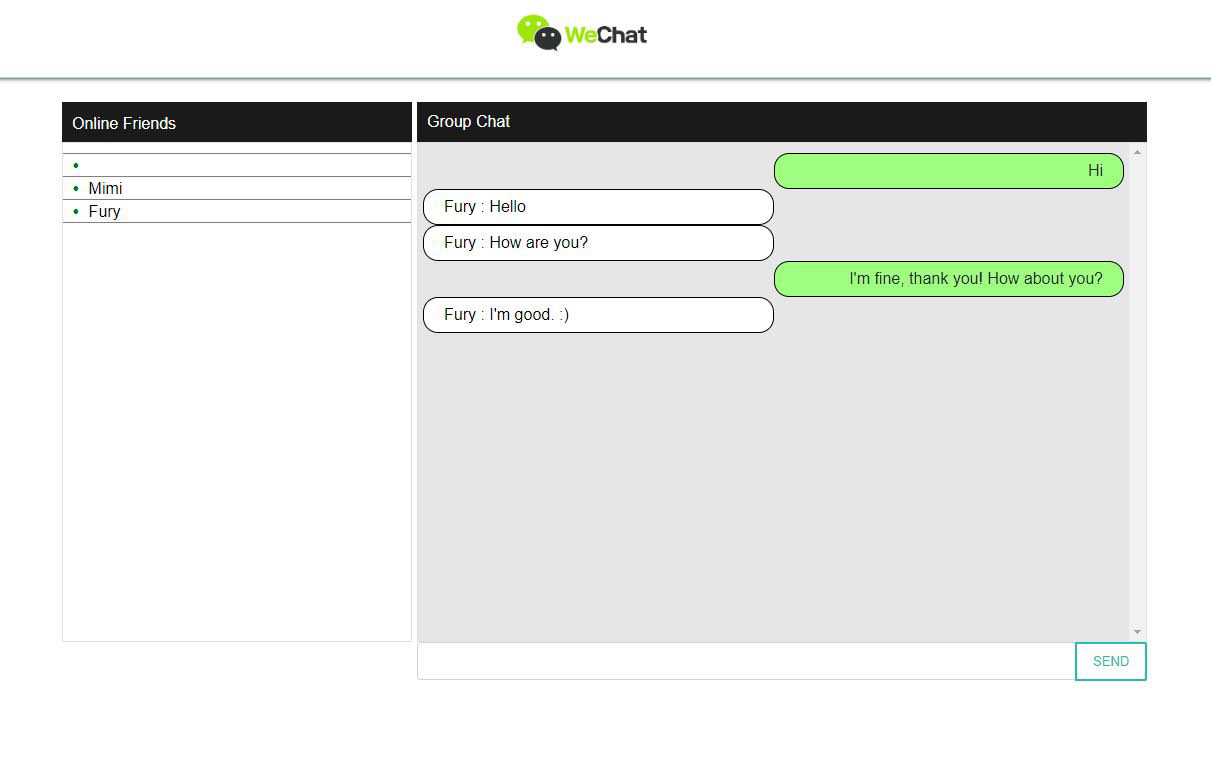 WeChat
Online Friends
•
• Mimi
• Fury
Group Chat
Hi
Fury : Hello
Fury : How are you?
I'm fine, thank you! How about you?
Fury : I'm good. :)
SEND